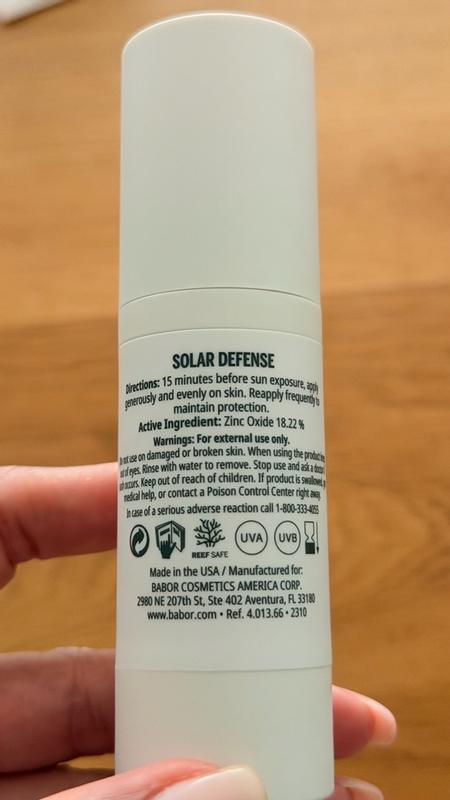 SOLAR DEFENSE
Directions: 15 minutes before sun exposure, apply
generously and evenly on skin. Reapply frequently to
maintain protection.
Active Ingredient: Zinc Oxide 18.22 %
Warnings: For external use only.
not use on damaged or broken skin. When using the product
out of eyes. Rinse with water to remove. Stop use and ask a doctor
occurs. Keep out of reach of children. If product is swallowed,
medical help, or contact a Poison Control Center right away.
In case of a serious adverse reaction call 1-800-333-4055
REEF SAFE
UVA
UVB
Made in the USA / Manufactured for:
BABOR COSMETICS AMERICA CORP.
2980 NE 207th St, Ste 402 Aventura, FL 33180
www.babor.com • Ref. 4.013.66 • 2310